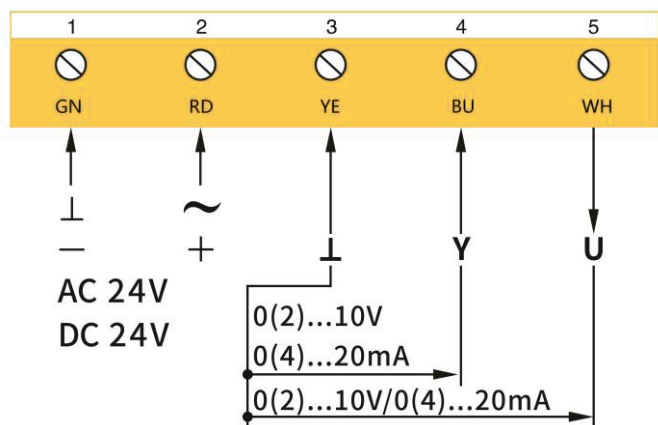 1 2 3 4 5
GN RD YE BU WH
⊥ ~
− + ⊥ Y U
AC 24V
DC 24V
0(2)...10V
0(4)...20mA
0(2)...10V/0(4)...20mA